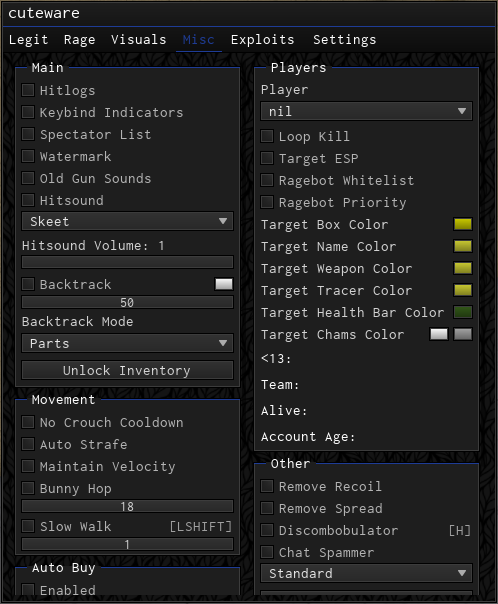 cuteware
Legit Rage Visuals Misc Exploits Settings
Main
Hitlogs
Keybind Indicators
Spectator List
Watermark
Old Gun Sounds
Hitsound
Skeet
Hitsound Volume: 1
Backtrack
50
Backtrack Mode
Parts
Unlock Inventory
Movement
No Crouch Cooldown
Auto Strafe
Maintain Velocity
Bunny Hop
18
Slow Walk [LSHIFT]
1
Auto Buy
Enabled
Players
Player
nil
Loop Kill
Target ESP
Ragebot Whitelist
Ragebot Priority
Target Box Color
Target Name Color
Target Weapon Color
Target Tracer Color
Target Health Bar Color
Target Chams Color
<13:
Team:
Alive:
Account Age:
Other
Remove Recoil
Remove Spread
Discombobulator [H]
Chat Spammer
Standard